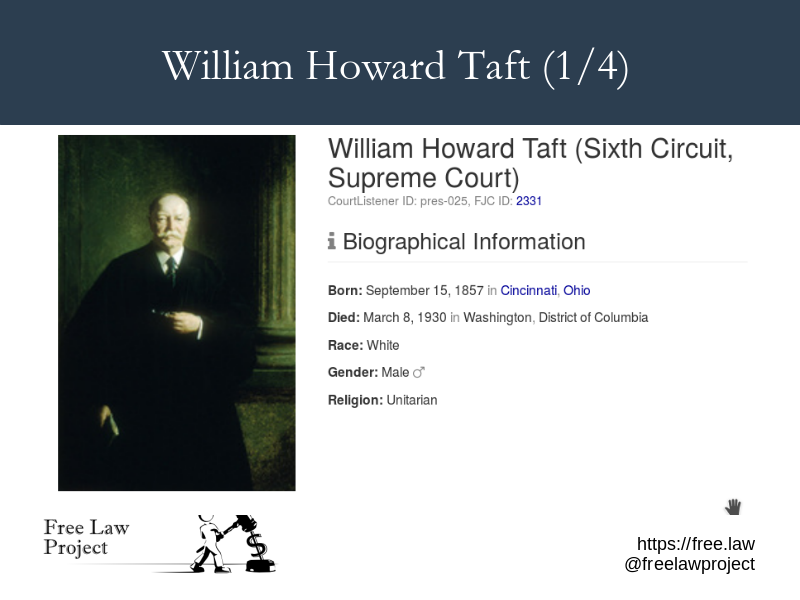 William Howard Taft (1/4)
William Howard Taft (Sixth Circuit,
Supreme Court)
CourtListener ID: pres-025, FJC ID: 2331
Biographical Information
Born: September 15, 1857 in Cincinnati, Ohio
Died: March 8, 1930 in Washington, District of Columbia
Race: White
Gender: Male ♂
Religion: Unitarian
Free Law
Project
$
https://free.law
@freelawproject